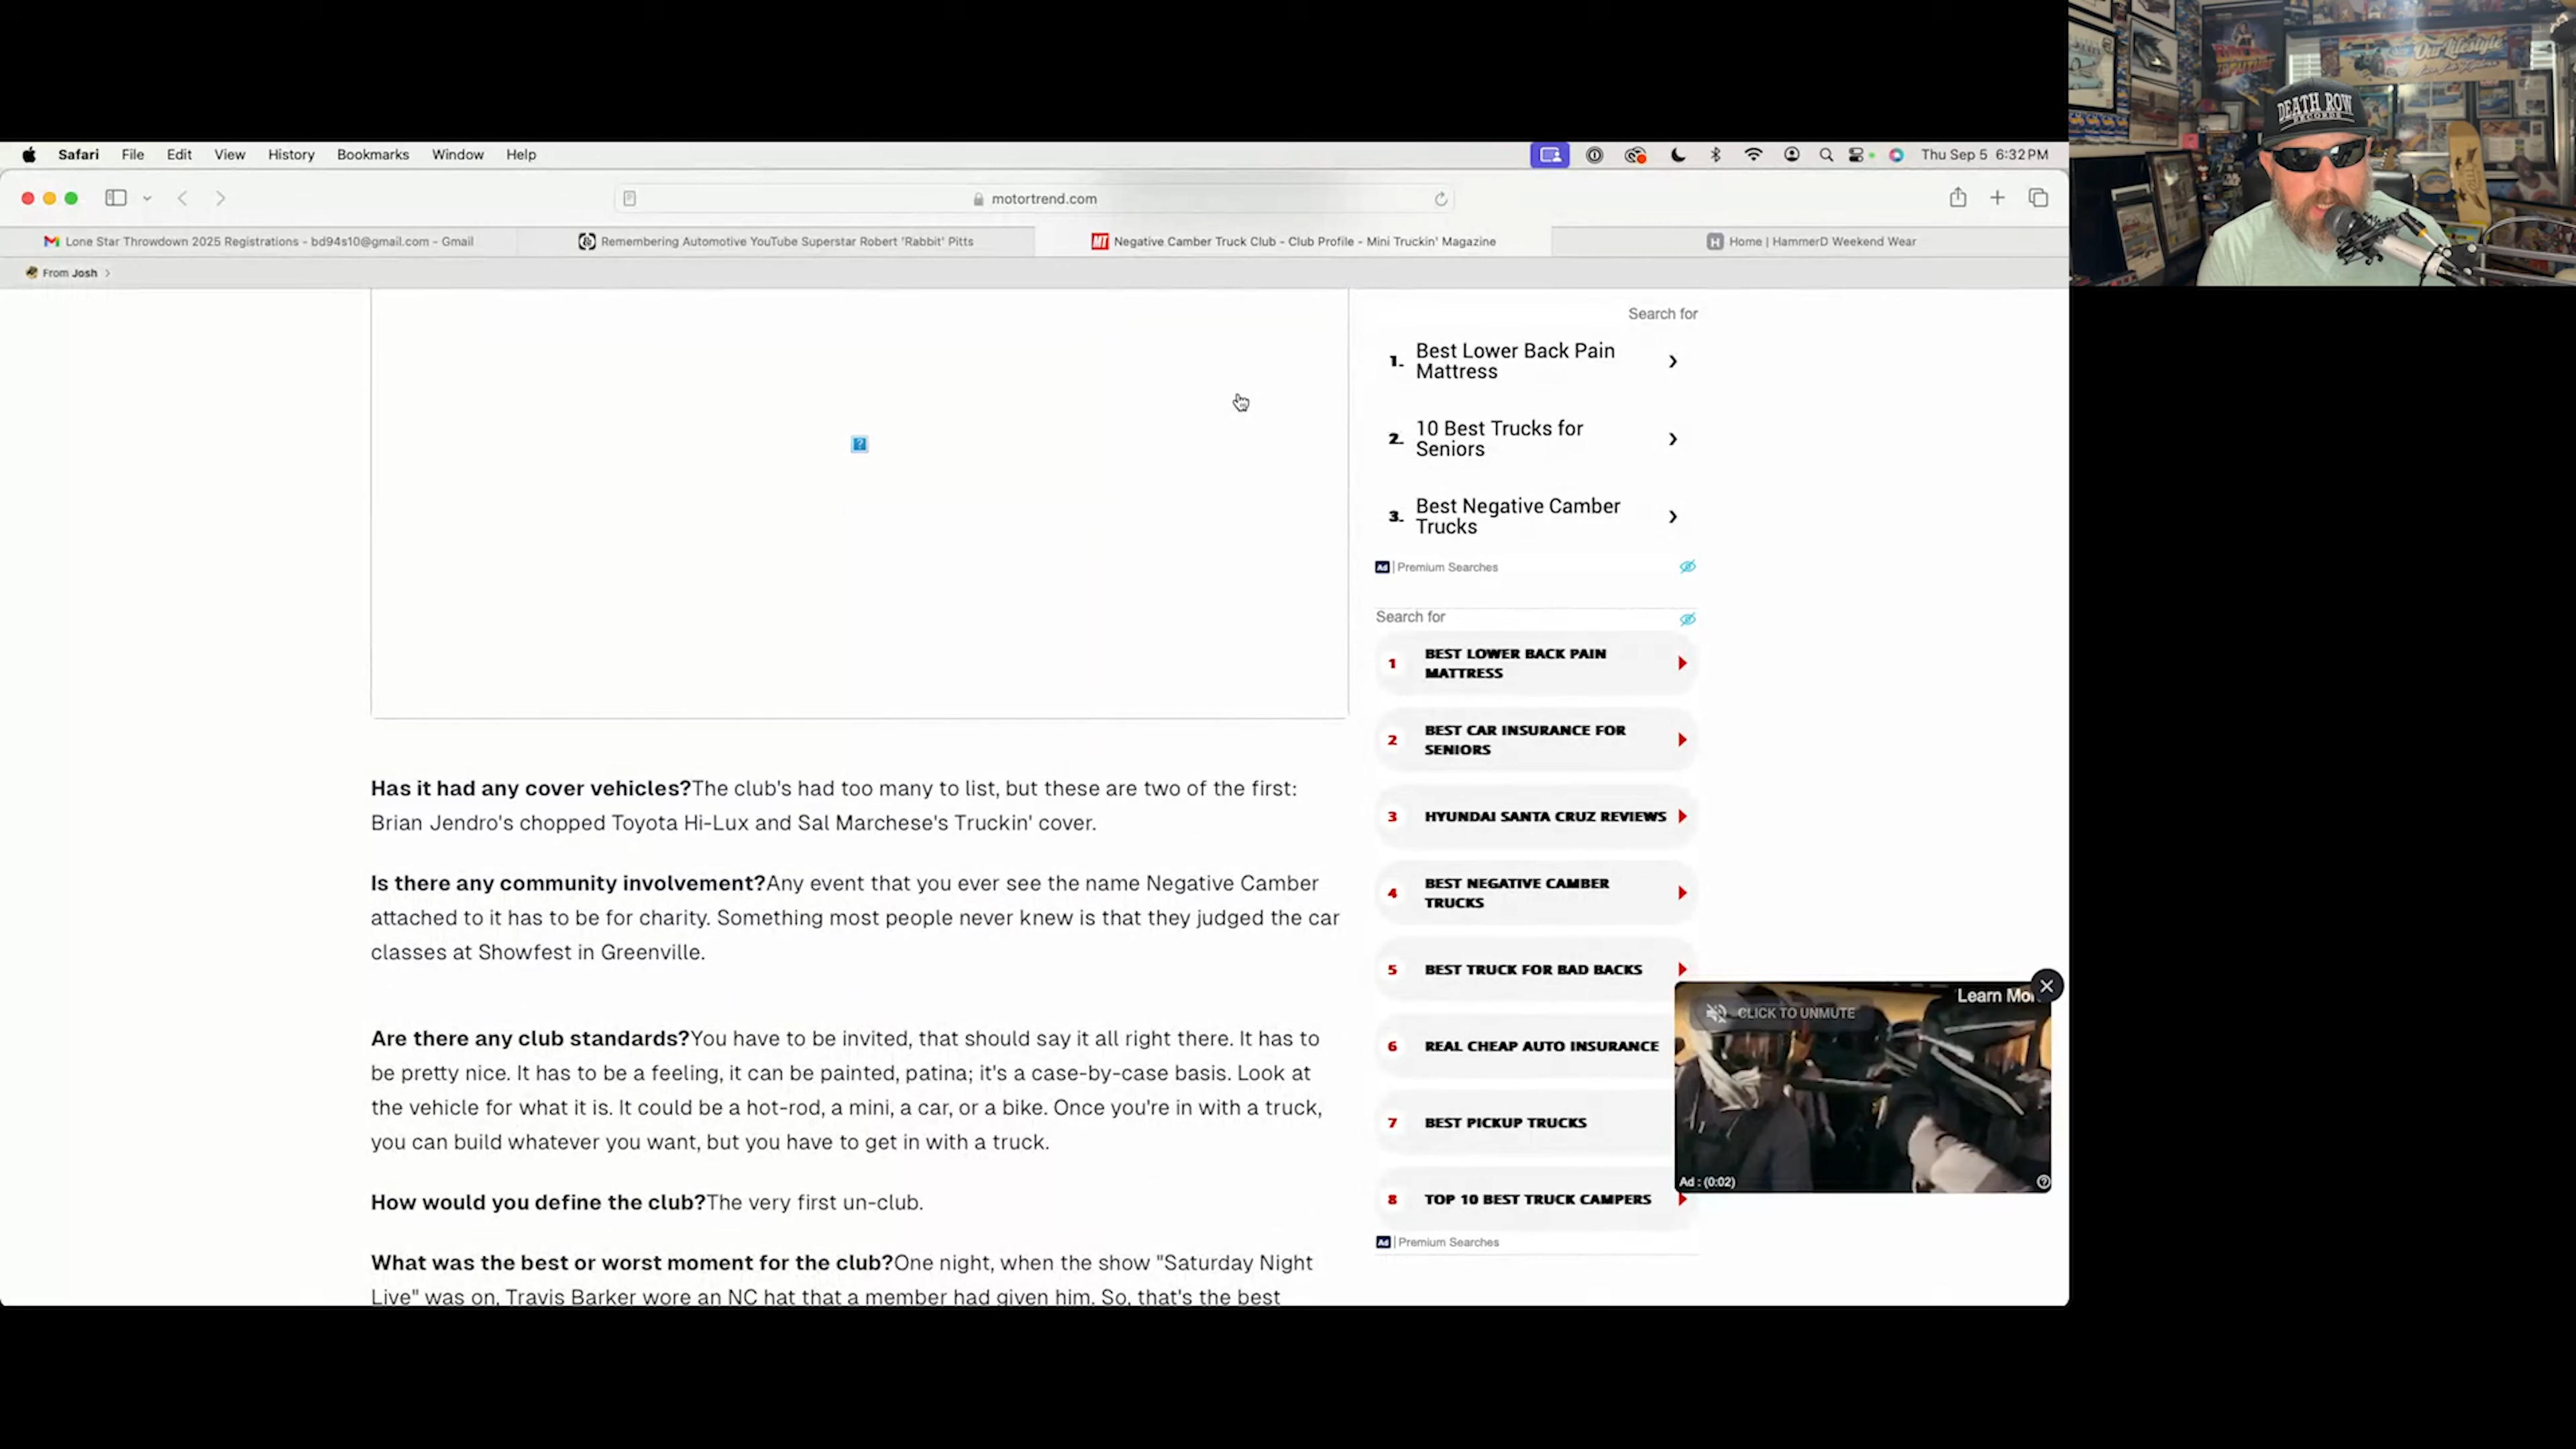 Safari File Edit View History Bookmarks Window Help Thu Sep 5 6:32 PM
motortrend.com
Lone Star Throwdown 2025 Registrations - bd94s10@gmail.com - Gmail
Remembering Automotive YouTube Superstar Robert 'Rabbit' Pitts
Negative Camber Truck Club - Club Profile - Mini Truckin' Magazine
Home | HammerD Weekend Wear
From Josh
Our Lifestyle
DEATH ROW
RECORDS
Search for
1. Best Lower Back Pain
Mattress
2. 10 Best Trucks for
Seniors
3. Best Negative Camber
Trucks
Ad | Premium Searches
Search for
1 BEST LOWER BACK PAIN
MATTRESS
2 BEST CAR INSURANCE FOR
SENIORS
3 HYUNDAI SANTA CRUZ REVIEWS
4 BEST NEGATIVE CAMBER
TRUCKS
5 BEST TRUCK FOR BAD BACKS
6 REAL CHEAP AUTO INSURANCE
7 BEST PICKUP TRUCKS
8 TOP 10 BEST TRUCK CAMPERS
Ad | Premium Searches
Learn Mo
CLICK TO UNMUTE
Ad : (0:02)
Has it had any cover vehicles?The club's had too many to list, but these are two of the first:
Brian Jendro's chopped Toyota Hi-Lux and Sal Marchese's Truckin' cover.
Is there any community involvement?Any event that you ever see the name Negative Camber
attached to it has to be for charity. Something most people never knew is that they judged the car
classes at Showfest in Greenville.
Are there any club standards?You have to be invited, that should say it all right there. It has to
be pretty nice. It has to be a feeling, it can be painted, patina; it's a case-by-case basis. Look at
the vehicle for what it is. It could be a hot-rod, a mini, a car, or a bike. Once you're in with a truck,
you can build whatever you want, but you have to get in with a truck.
How would you define the club?The very first un-club.
What was the best or worst moment for the club?One night, when the show "Saturday Night
Live" was on, Travis Barker wore an NC hat that a member had given him. So, that's the best